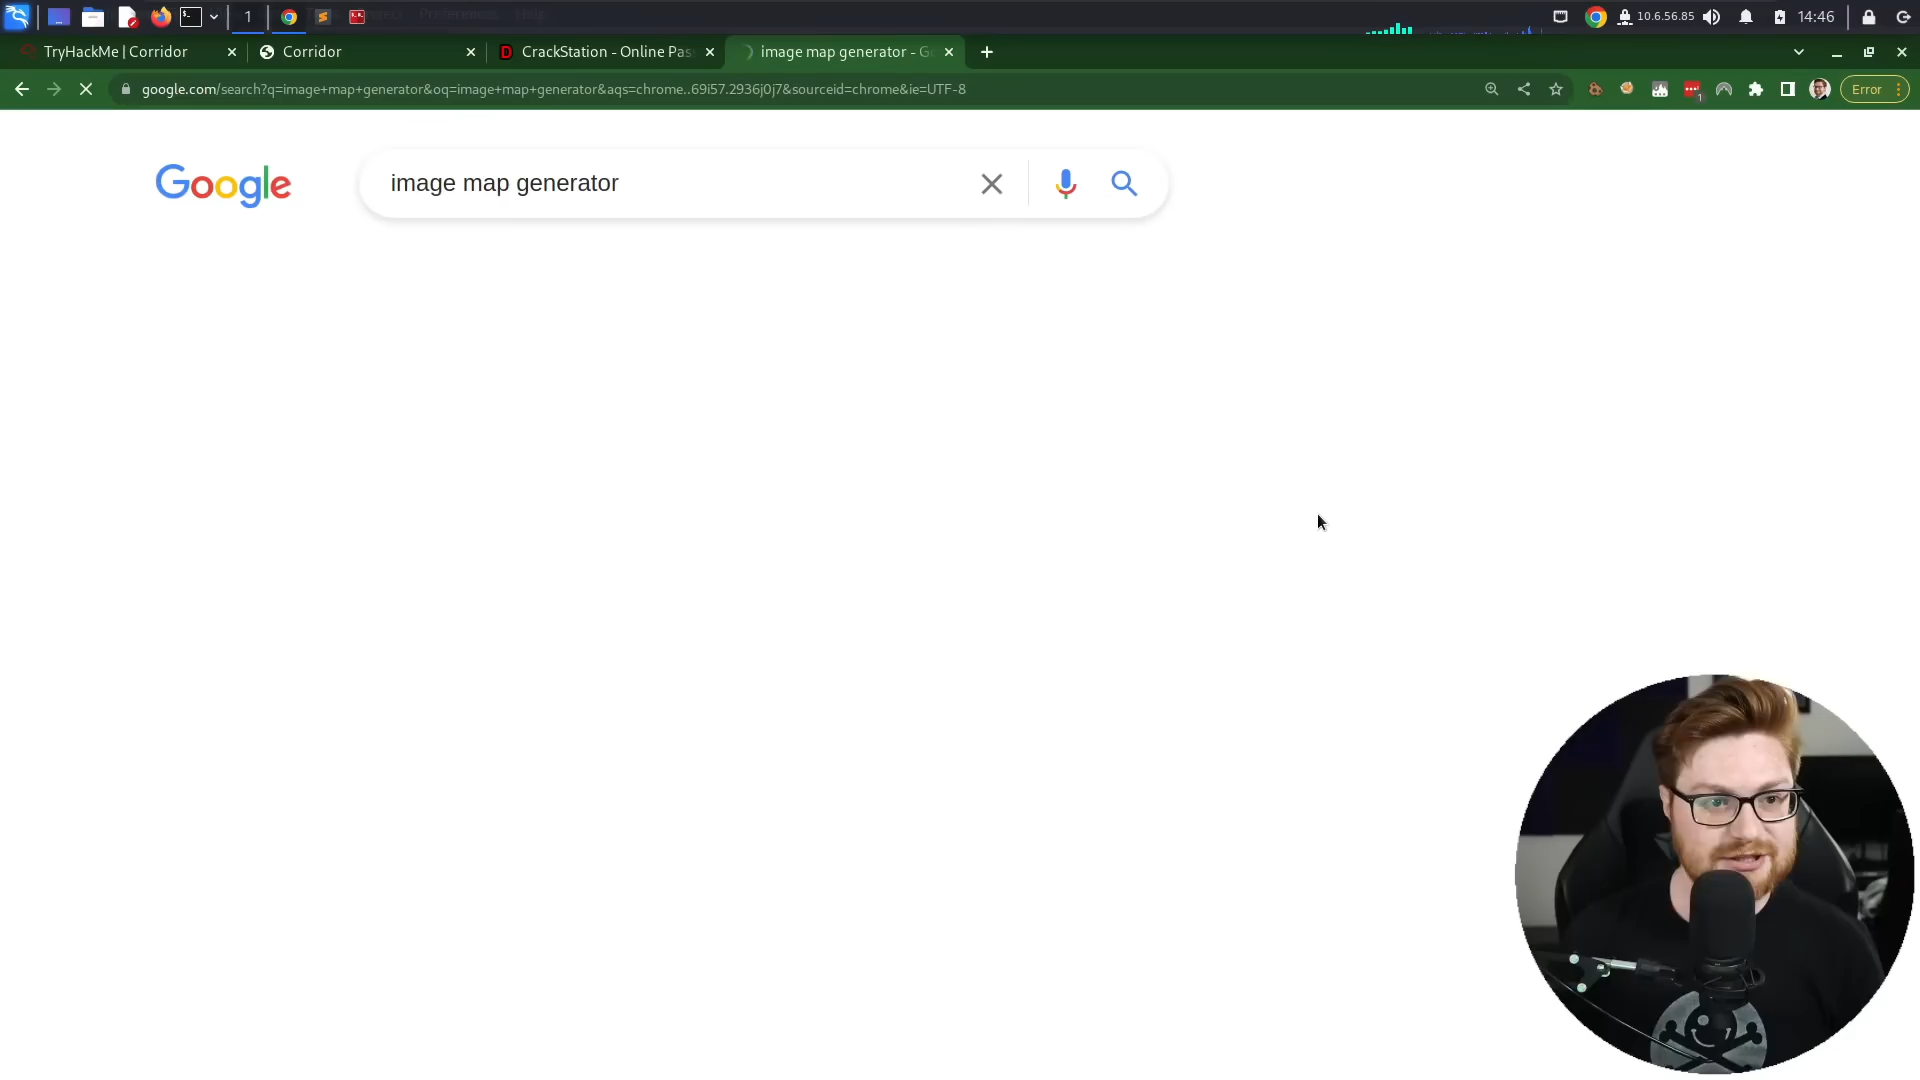 1
10.6.56.85
14:46
TryHackMe | Corridor
Corridor
CrackStation - Online Pas
image map generator - G
google.com/search?q=image+map+generator&oq=image+map+generator&aqs=chrome..69i57.2936j0j7&sourceid=chrome&ie=UTF-8
1
Error
Google
image map generator